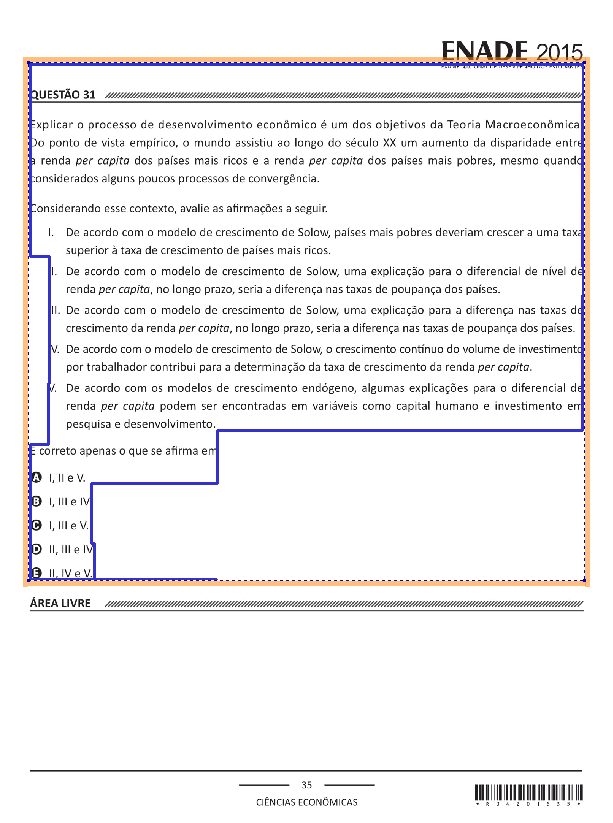 ENADE 2015
QUESTÃO 31
Explicar o processo de desenvolvimento econômico é um dos objetivos da Teoria Macroeconômica.
Do ponto de vista empírico, o mundo assistiu ao longo do século XX um aumento da disparidade entre
a renda per capita dos países mais ricos e a renda per capita dos países mais pobres, mesmo quando
considerados alguns poucos processos de convergência.
Considerando esse contexto, avalie as afirmações a seguir.
I. De acordo com o modelo de crescimento de Solow, países mais pobres deveriam crescer a uma taxa
superior à taxa de crescimento de países mais ricos.
II. De acordo com o modelo de crescimento de Solow, uma explicação para o diferencial de nível de
renda per capita, no longo prazo, seria a diferença nas taxas de poupança dos países.
III. De acordo com o modelo de crescimento de Solow, uma explicação para a diferença nas taxas de
crescimento da renda per capita, no longo prazo, seria a diferença nas taxas de poupança dos países.
IV. De acordo com o modelo de crescimento de Solow, o crescimento contínuo do volume de investimento
por trabalhador contribui para a determinação da taxa de crescimento da renda per capita.
V. De acordo com os modelos de crescimento endógeno, algumas explicações para o diferencial de
renda per capita podem ser encontradas em variáveis como capital humano e investimento em
pesquisa e desenvolvimento.
É correto apenas o que se afirma em
A I, II e V.
B I, III e IV.
C I, III e V.
D II, III e IV.
E II, IV e V.
ÁREA LIVRE
35
CIÊNCIAS ECONÔMICAS